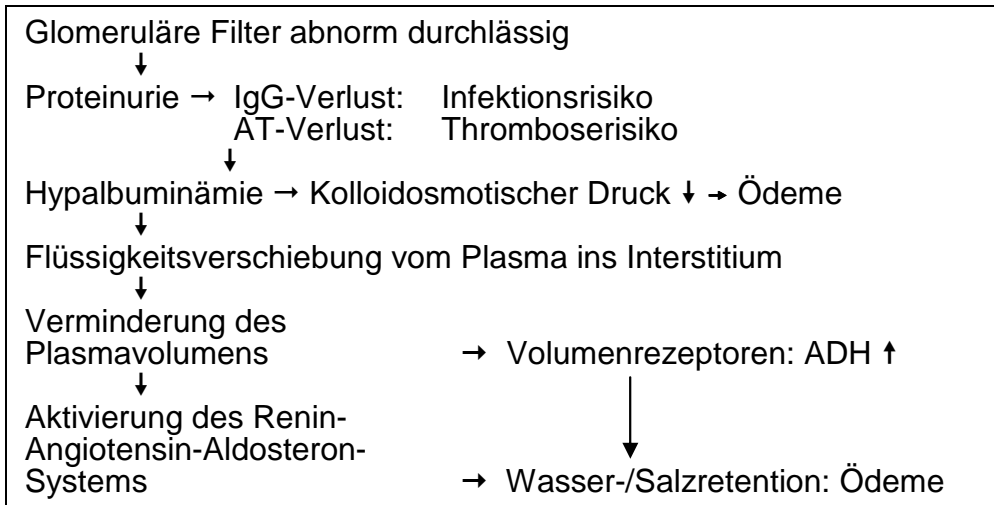 Glomeruläre Filter abnorm durchlässig
↓
Proteinurie → IgG-Verlust: Infektionsrisiko
AT-Verlust: Thromboserisiko
↓
Hypalbuminämie → Kolloidosmotischer Druck ↓ → Ödeme
↓
Flüssigkeitsverschiebung vom Plasma ins Interstitium
↓
Verminderung des
Plasmavolumens → Volumenrezeptoren: ADH ↑
↓
Aktivierung des Renin-
Angiotensin-Aldosteron-
Systems → Wasser-/Salzretention: Ödeme